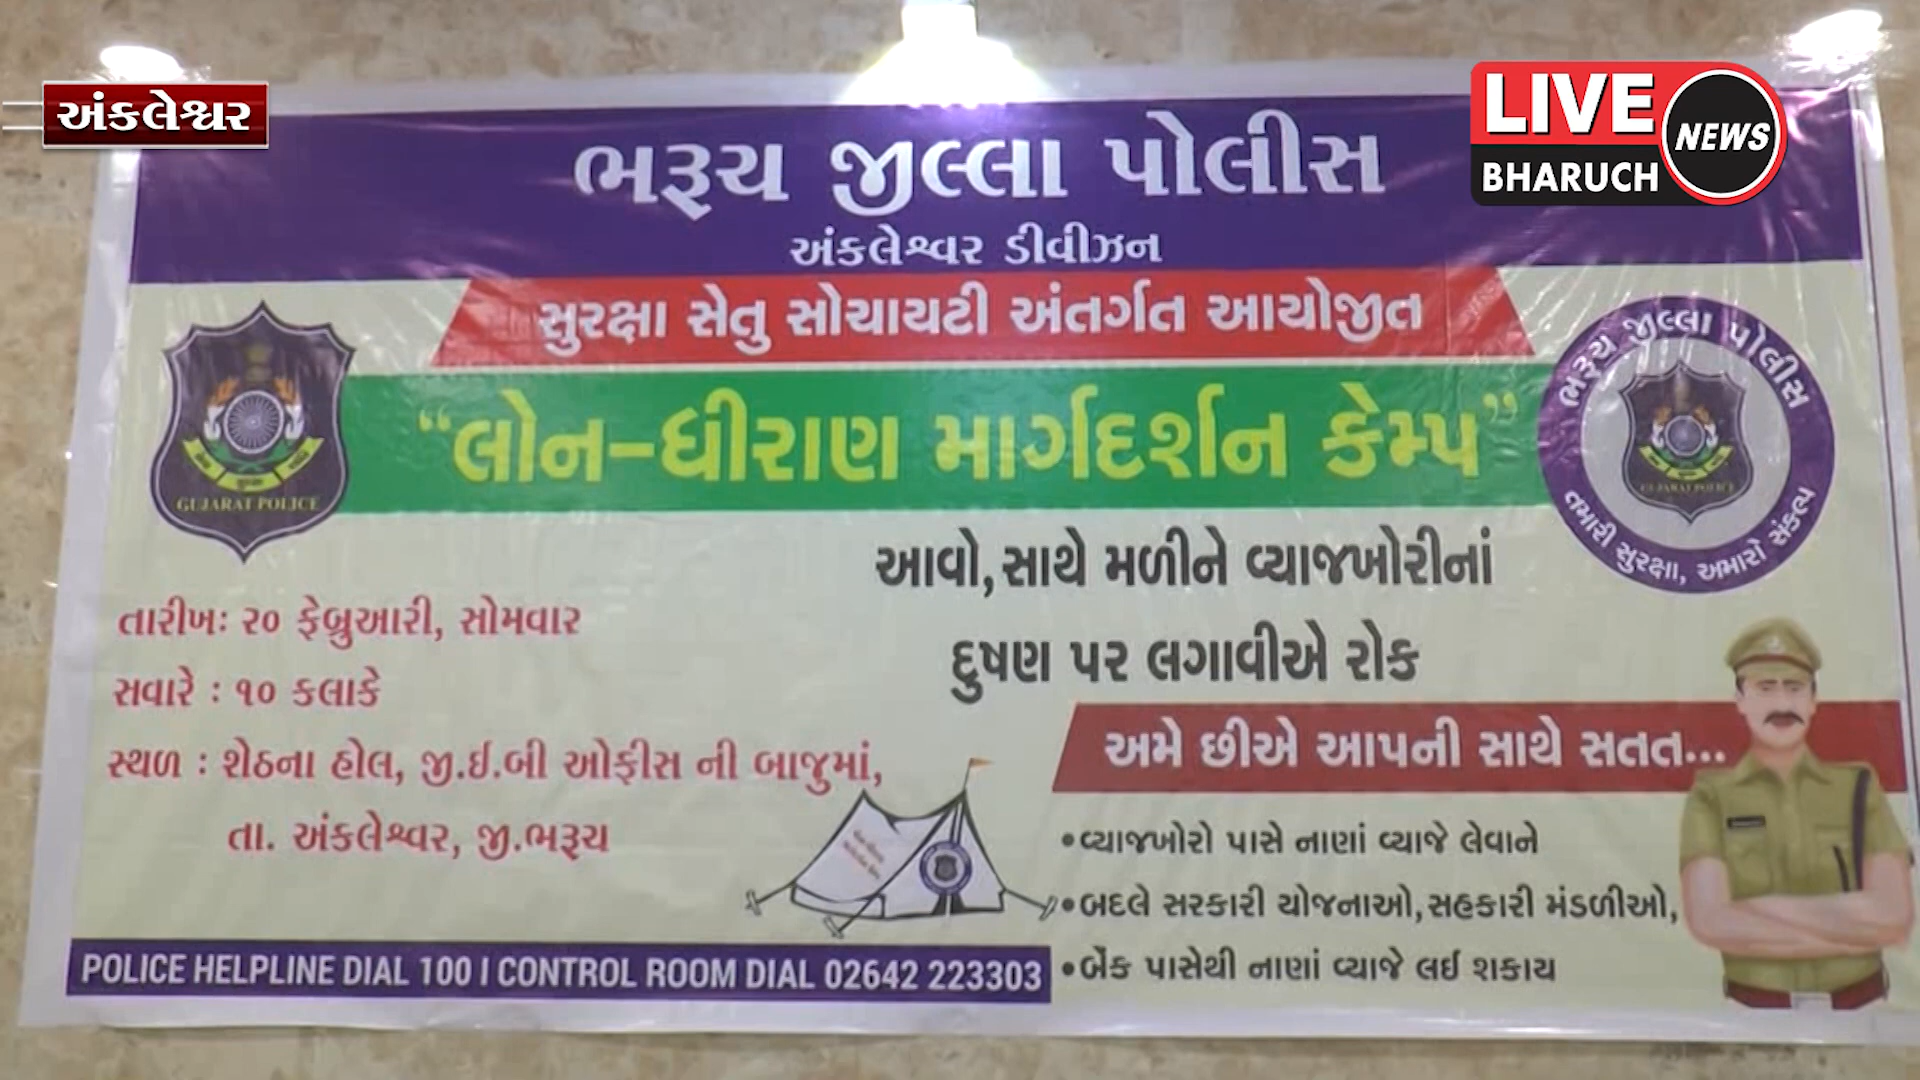 અંકલેશ્વર
LIVE
BHARUCH
NEWS
ભરૂચ જીલ્લા પોલીસ
અંકલેશ્વર ડીવીઝન
સુરક્ષા સેતુ સોચાયટી અંતર્ગત આયોજીત
"લોન-ધીરાણ માર્ગદર્શન કેમ્પ"
GUJARAT POLICE
ભરૂચ જીલ્લા પોલીસ
GUJARAT POLICE
તમારી સુરક્ષા, અમારો સંકલ્પ
આવો, સાથે મળીને વ્યાજખોરીનાં
દુષણ પર લગાવીએ રોક
તારીખઃ ૨૦ ફેબ્રુઆરી, સોમવાર
સવારે : ૧૦ કલાકે
સ્થળ : શેઠના હોલ, જી.ઈ.બી ઓફીસ ની બાજુમાં,
તા. અંકલેશ્વર, જી.ભરૂચ
અમે છીએ આપની સાથે સતત...
•વ્યાજખોરો પાસે નાણાં વ્યાજે લેવાને
•બદલે સરકારી યોજનાઓ,સહકારી મંડળીઓ,
•બેંક પાસેથી નાણાં વ્યાજે લઈ શકાય
POLICE HELPLINE DIAL 100 I CONTROL ROOM DIAL 02642 223303